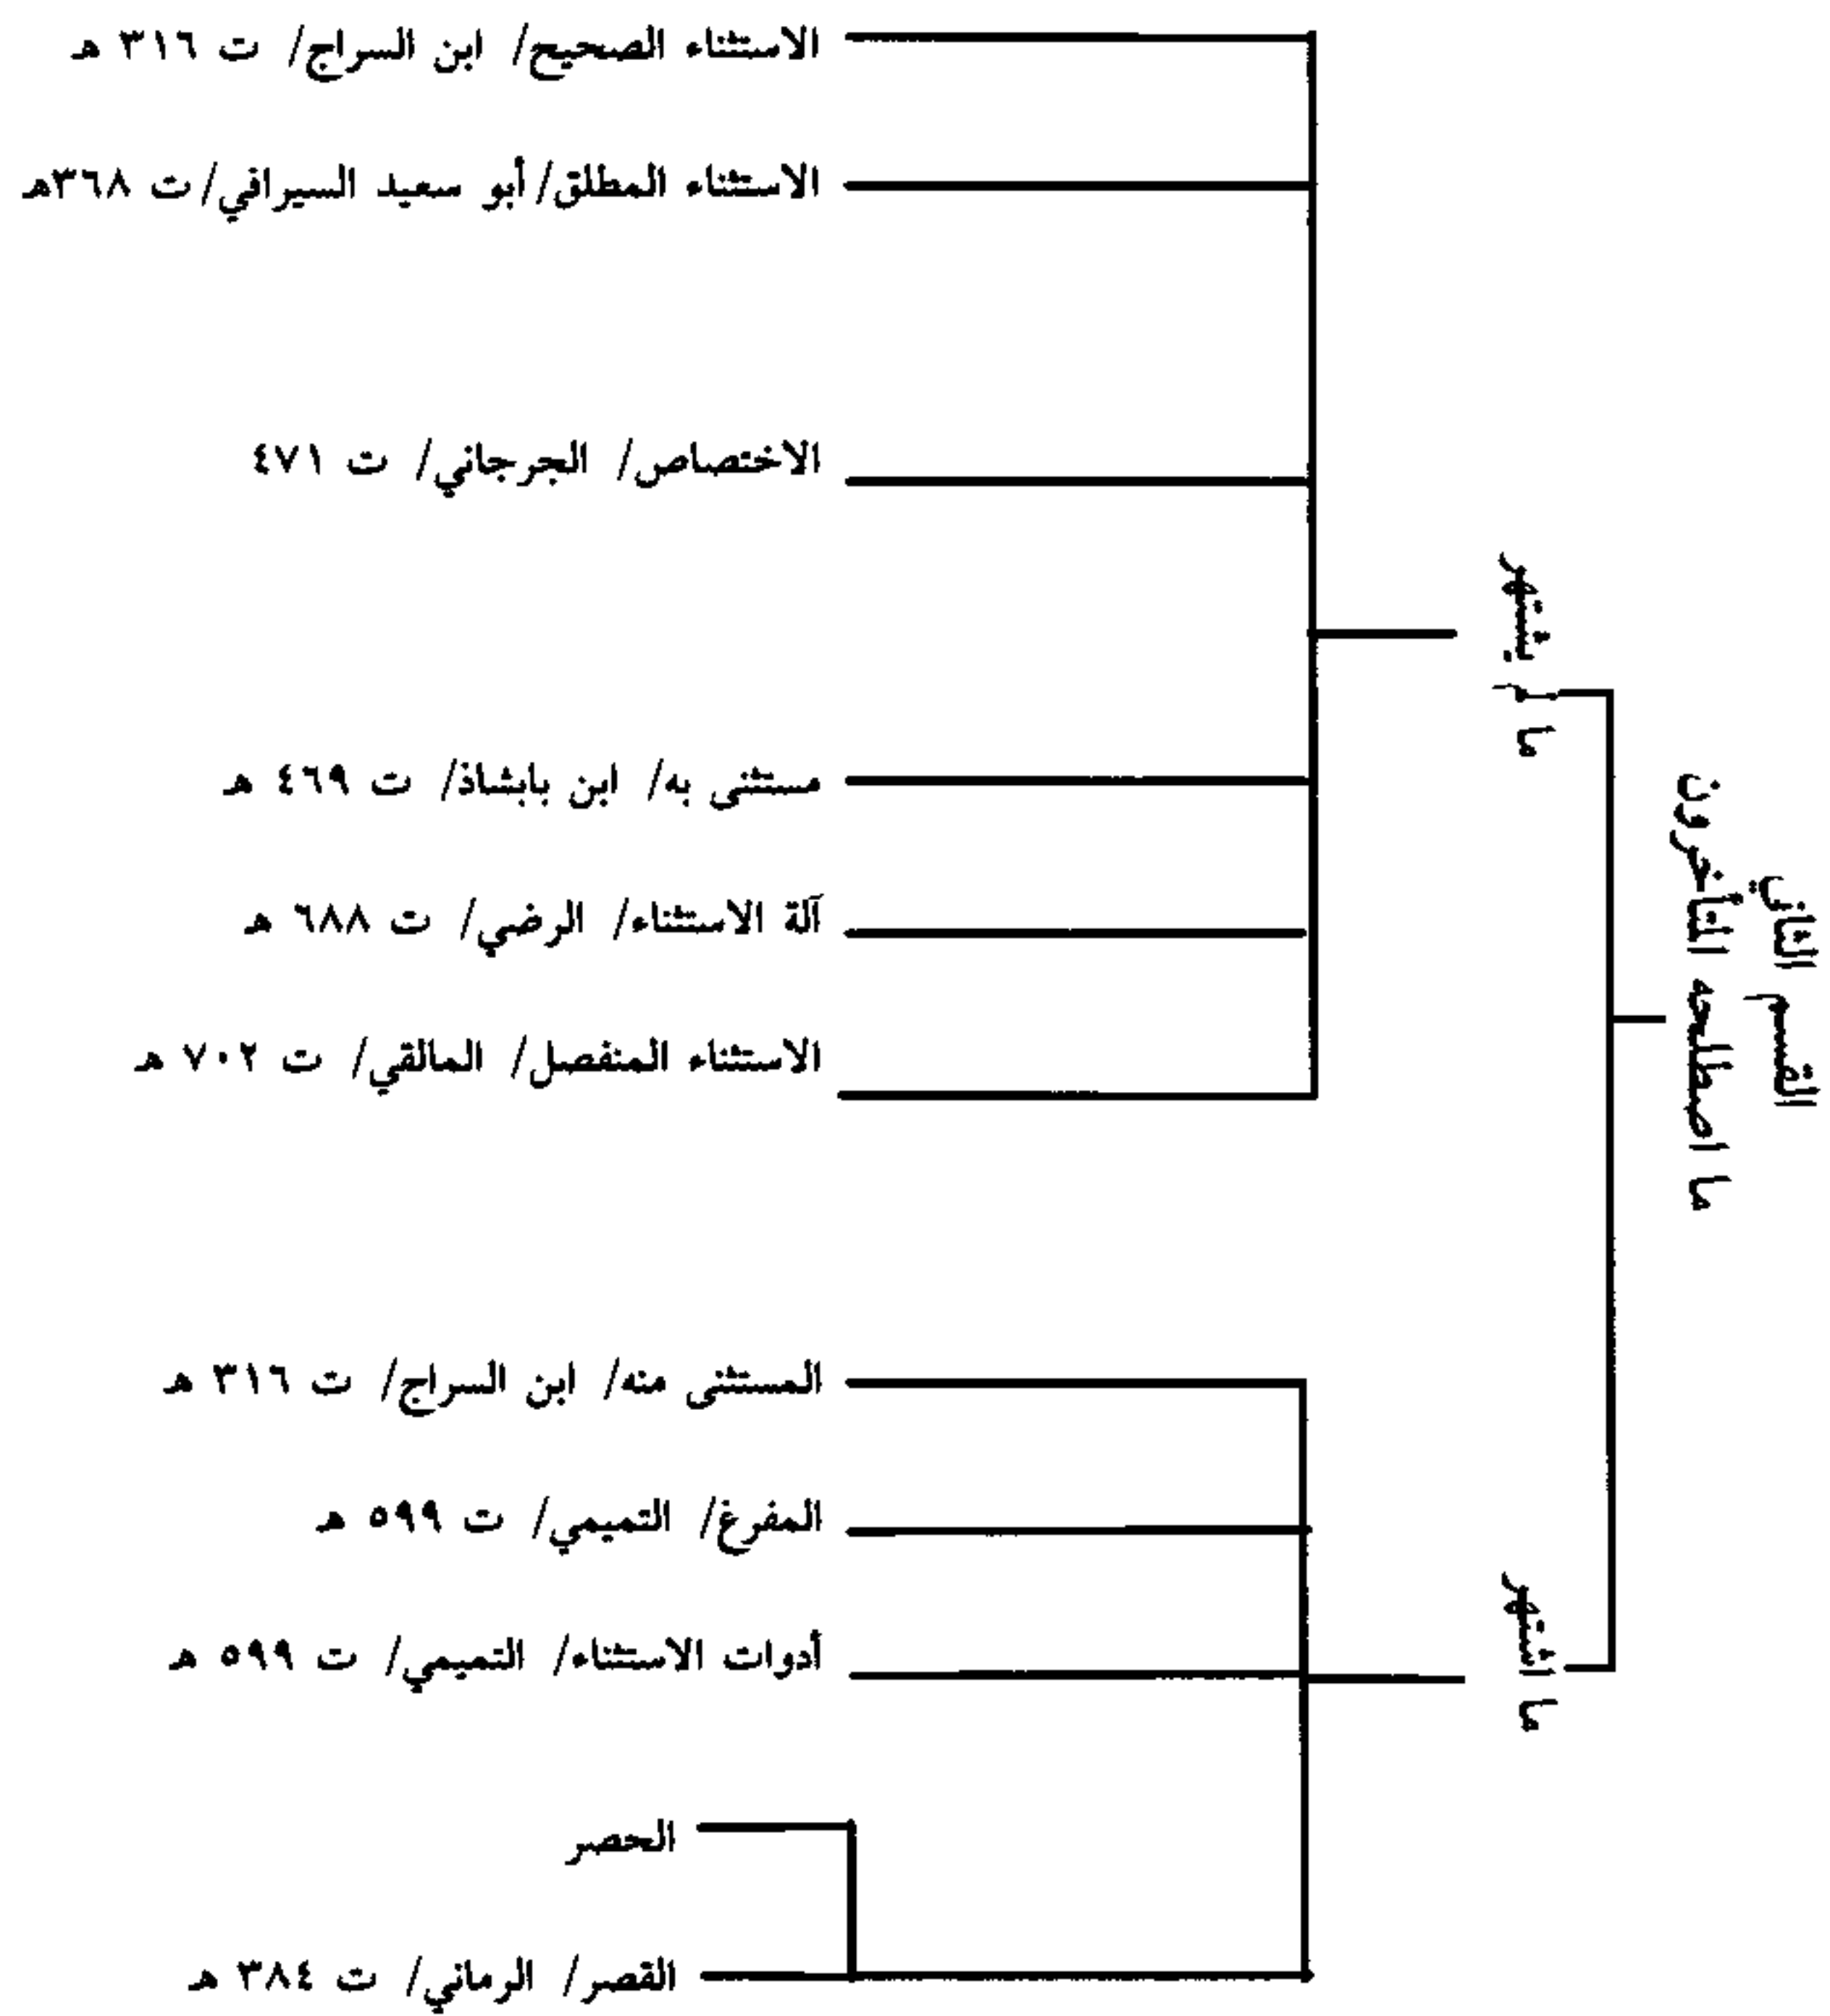 القسم الثاني
ما اصطلحه المتأخرون
ما لم يشتهر
الاستثناء الصحيح/ ابن السراج/ ت ٣١٦ هـ
الاستثناء المطلق/ أبو سعيد السيرافي/ ت ٣٦٨هـ
الاختصاص/ الجرجاني/ ت ٤٧١
مستثنى به/ ابن بابشاذ/ ت ٤٦٩ هـ
آلة الاستثناء/ الرضي/ ت ٦٨٨ هـ
الاستثناء المنفصل/ المالقي/ ت ٧٠٢ هـ
ما اشتهر
المستثنى منه/ ابن السراج/ ت ٣١٦ هـ
المفرغ/ التميمي/ ت ٥٩٩ هـ
أدوات الاستثناء/ التميمي/ ت ٥٩٩ هـ
الحصر
القصر/ الرماني/ ت ٣٨٤ هـ